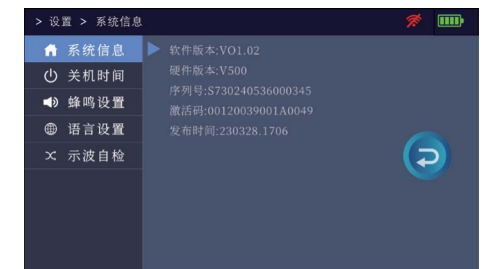 > 设置 > 系统信息
系统信息
关机时间
蜂鸣设置
语言设置
示波自检
软件版本:VO1.02
硬件版本:V500
序列号:S730240536000345
激活码:00120039001A0049
发布时间:230328.1706